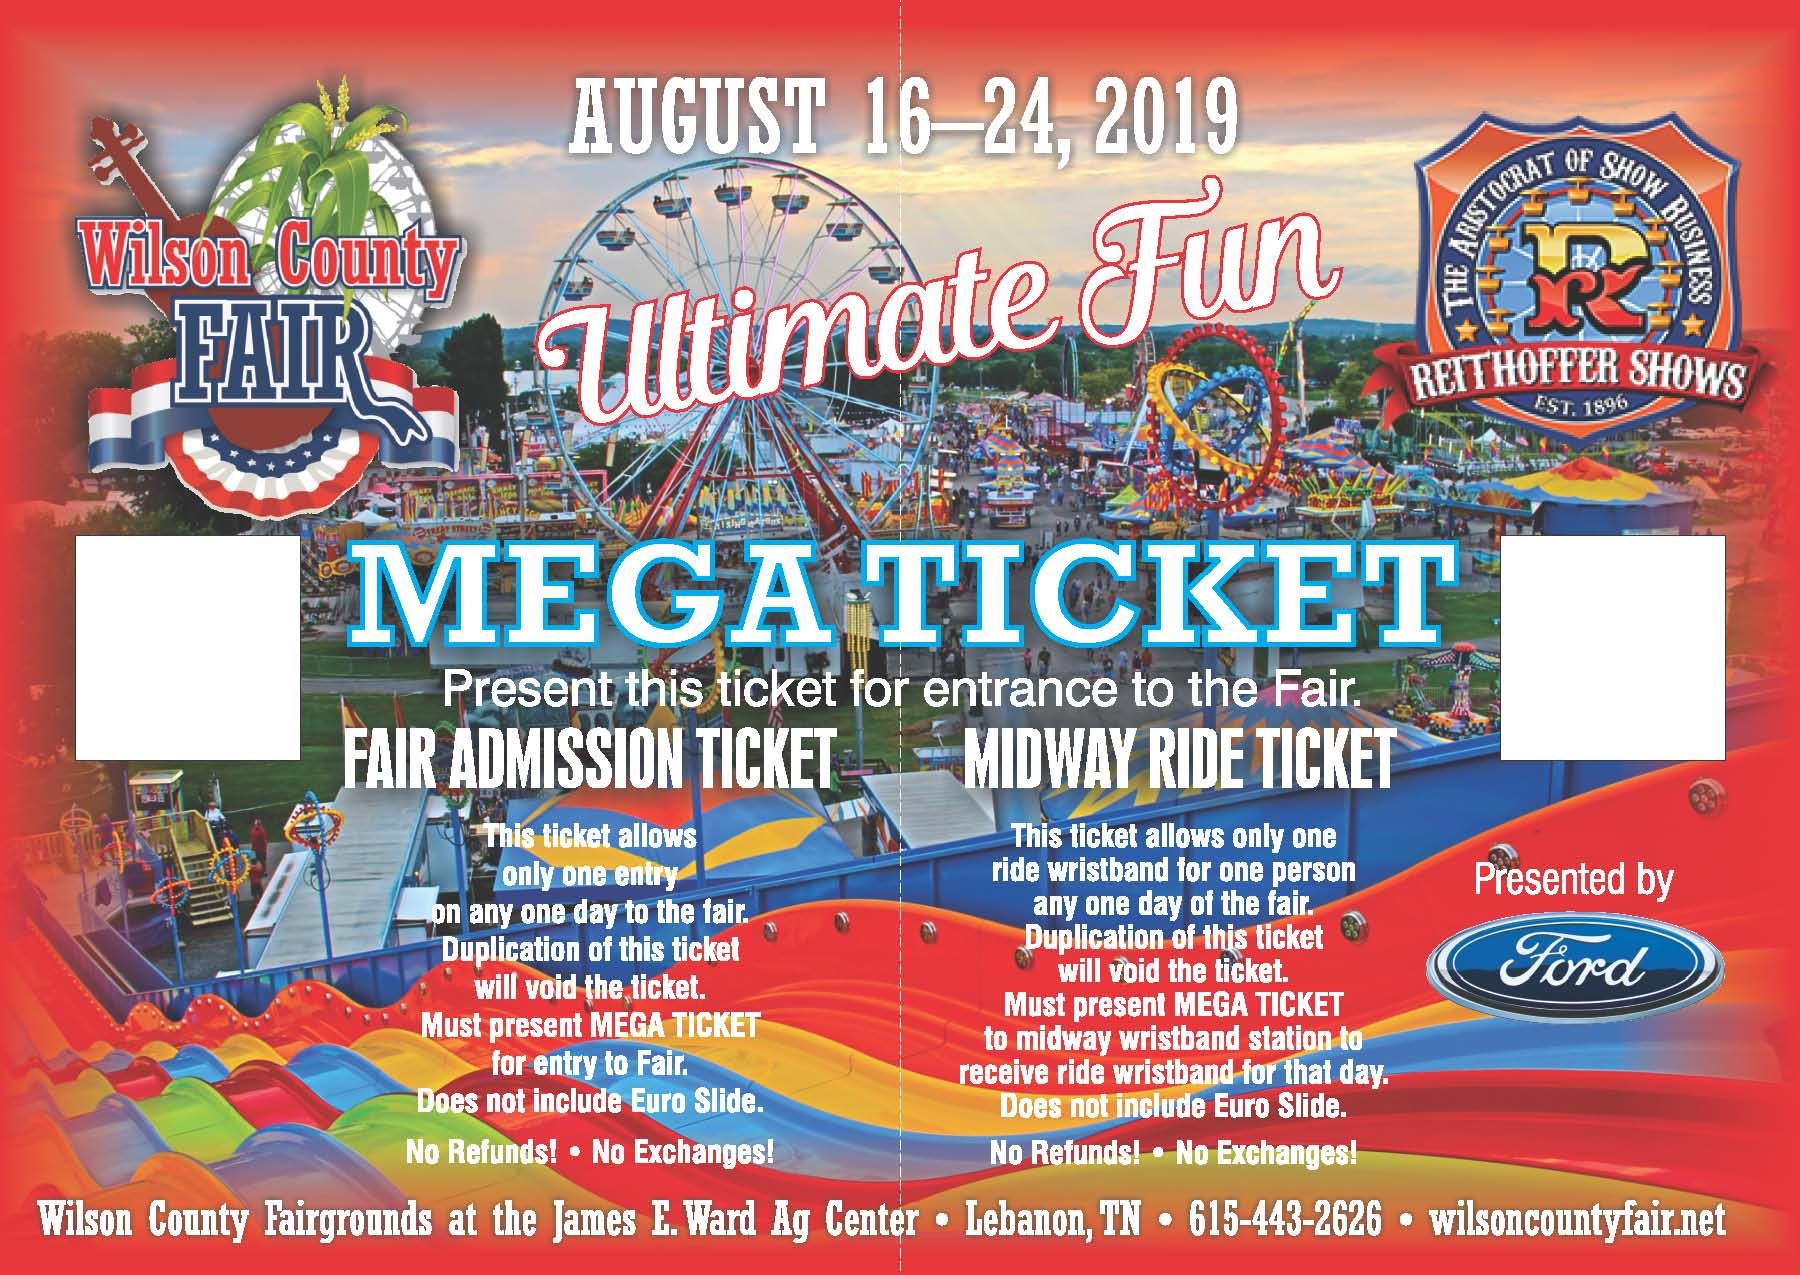 AUGUST 16–24, 2019
Wilson County
FAIR
Ultimate Fun
THE ARISTOCRAT OF SHOW BUSINESS
R
REITHOFFER SHOWS
EST. 1896
MEGA TICKET
Present this ticket for entrance to the Fair.
FAIR ADMISSION TICKET
This ticket allows
only one entry
on any one day to the fair.
Duplication of this ticket
will void the ticket.
Must present MEGA TICKET
for entry to Fair.
Does not include Euro Slide.
No Refunds! • No Exchanges!
MIDWAY RIDE TICKET
This ticket allows only one
ride wristband for one person
any one day of the fair.
Duplication of this ticket
will void the ticket.
Must present MEGA TICKET
to midway wristband station to
receive ride wristband for that day.
Does not include Euro Slide.
No Refunds! • No Exchanges!
Presented by
Ford
Wilson County Fairgrounds at the James E. Ward Ag Center • Lebanon, TN • 615-443-2626 • wilsoncountyfair.net